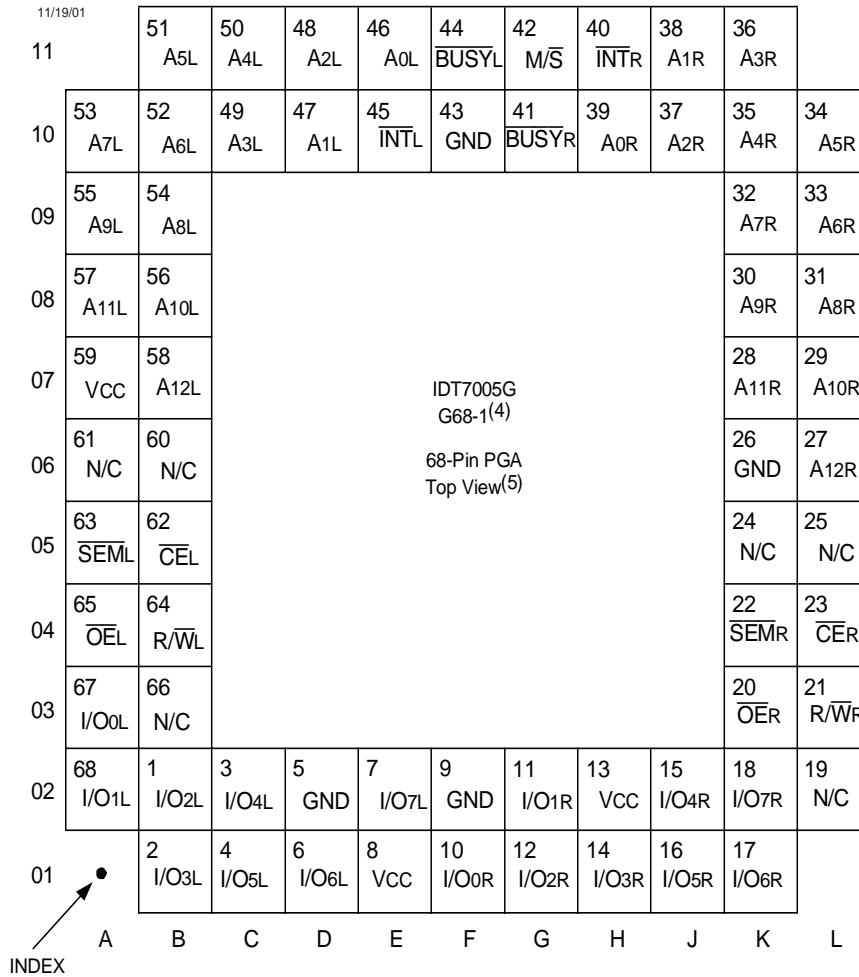 11/19/01
11
51 50 48 46 44 42 40 38 36
A5L A4L A2L A0L BUSYL M/S INTR A1R A3R
10
53 52 49 47 45 43 41 39 37 35 34
A7L A6L A3L A1L INTL GND BUSYR A0R A2R A4R A5R
09
55 54 32 33
A9L A8L A7R A6R
08
57 56 30 31
A11L A10L A9R A8R
07
59 58 28 29
VCC A12L A11R A10R
IDT7005G
G68-1(4)
68-Pin PGA
Top View(5)
06
61 60 26 27
N/C N/C GND A12R
05
63 62 24 25
SEML CEL N/C N/C
04
65 64 22 23
OEL R/WL SEMR CER
03
67 66 20 21
I/O0L N/C OER R/WR
02
68 1 3 5 7 9 11 13 15 18 19
I/O1L I/O2L I/O4L GND I/O7L GND I/O1R VCC I/O4R I/O7R N/C
01
2 4 6 8 10 12 14 16 17
I/O3L I/O5L I/O6L VCC I/O0R I/O2R I/O3R I/O5R I/O6R
A B C D E F G H J K L
INDEX